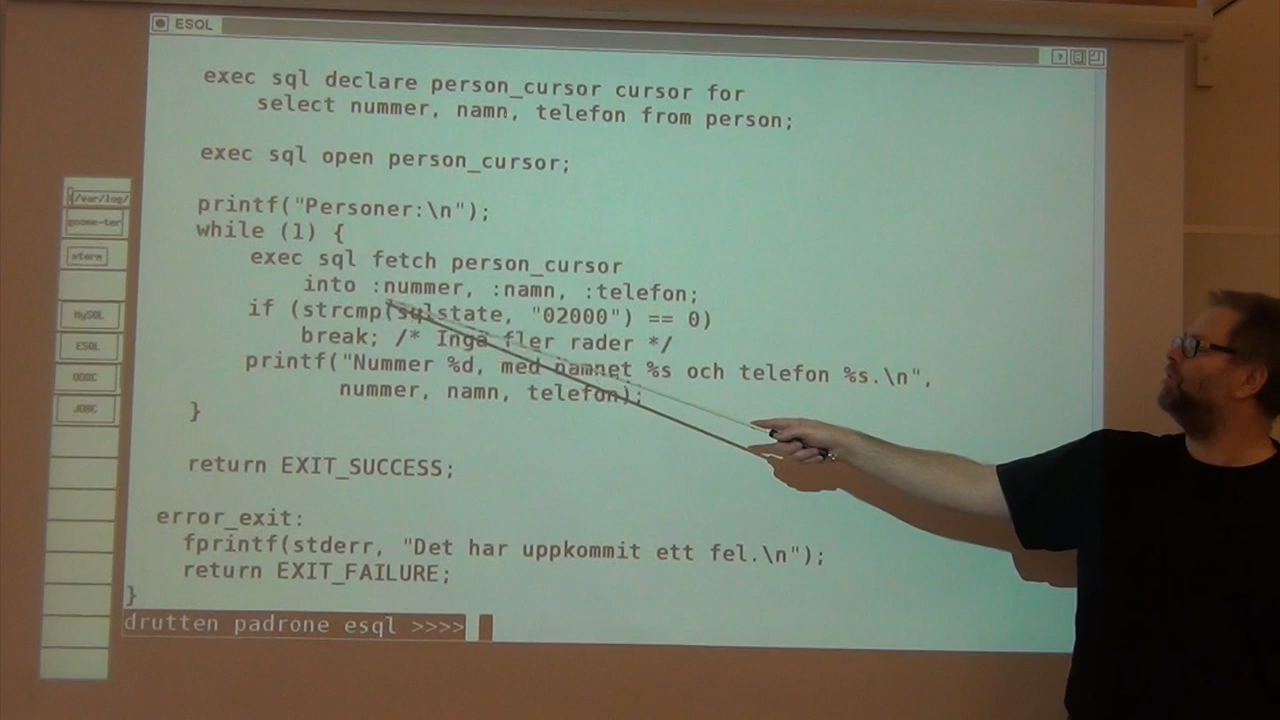 ESQL
?
exec sql declare person_cursor cursor for
select nummer, namn, telefon from person;
exec sql open person_cursor;
printf("Personer:\n");
while (1) {
exec sql fetch person_cursor
into :nummer, :namn, :telefon;
if (strcmp(sqlstate, "02000") == 0)
break; /* Inga fler rader */
printf("Nummer %d, med namnet %s och telefon %s.\n",
nummer, namn, telefon);
}
return EXIT_SUCCESS;
error_exit:
fprintf(stderr, "Det har uppkommit ett fel.\n");
return EXIT_FAILURE;
}
drutten padrone esql >>>>
/var/log/
gnome-ter
xterm
MySQL
ESQL
ODBC
JDBC